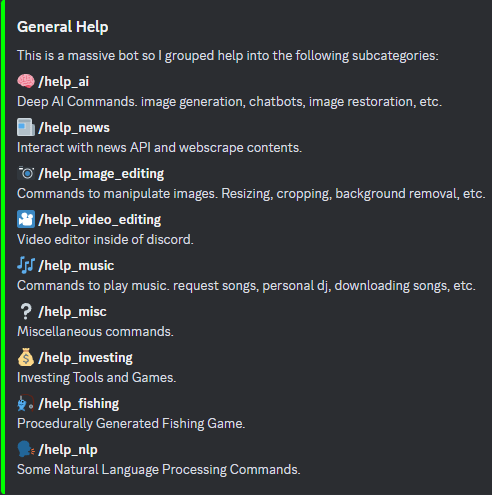 General Help
This is a massive bot so I grouped help into the following subcategories:
/help_ai
Deep AI Commands. image generation, chatbots, image restoration, etc.
/help_news
Interact with news API and webscrape contents.
/help_image_editing
Commands to manipulate images. Resizing, cropping, background removal, etc.
/help_video_editing
Video editor inside of discord.
/help_music
Commands to play music. request songs, personal dj, downloading songs, etc.
/help_misc
Miscellaneous commands.
/help_investing
Investing Tools and Games.
/help_fishing
Procedurally Generated Fishing Game.
/help_nlp
Some Natural Language Processing Commands.